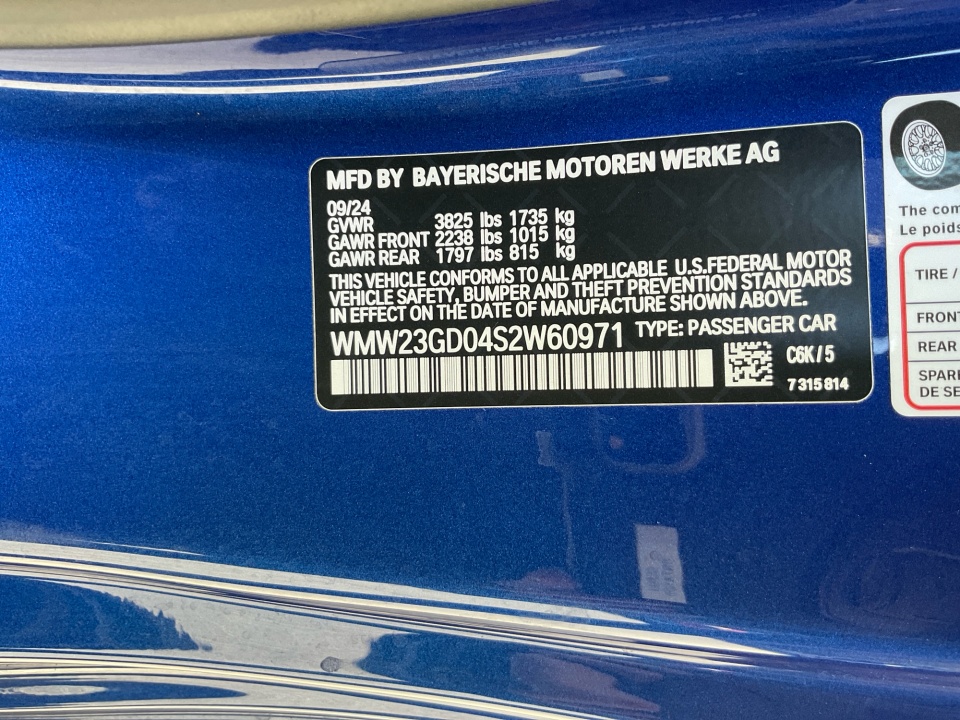 MFD BY BAYERISCHE MOTOREN WERKE AG
09/24
GVWR 3825 lbs 1735 kg
GAWR FRONT 2238 lbs 1015 kg
GAWR REAR 1797 lbs 815 kg
THIS VEHICLE CONFORMS TO ALL APPLICABLE U.S.FEDERAL MOTOR
VEHICLE SAFETY, BUMPER AND THEFT PREVENTION STANDARDS
IN EFFECT ON THE DATE OF MANUFACTURE SHOWN ABOVE.
WMW23GD04S2W60971 TYPE: PASSENGER CAR
C6K/5
7315814
The com
Le poids
TIRE /
FRONT
REAR
SPARE
DE SE